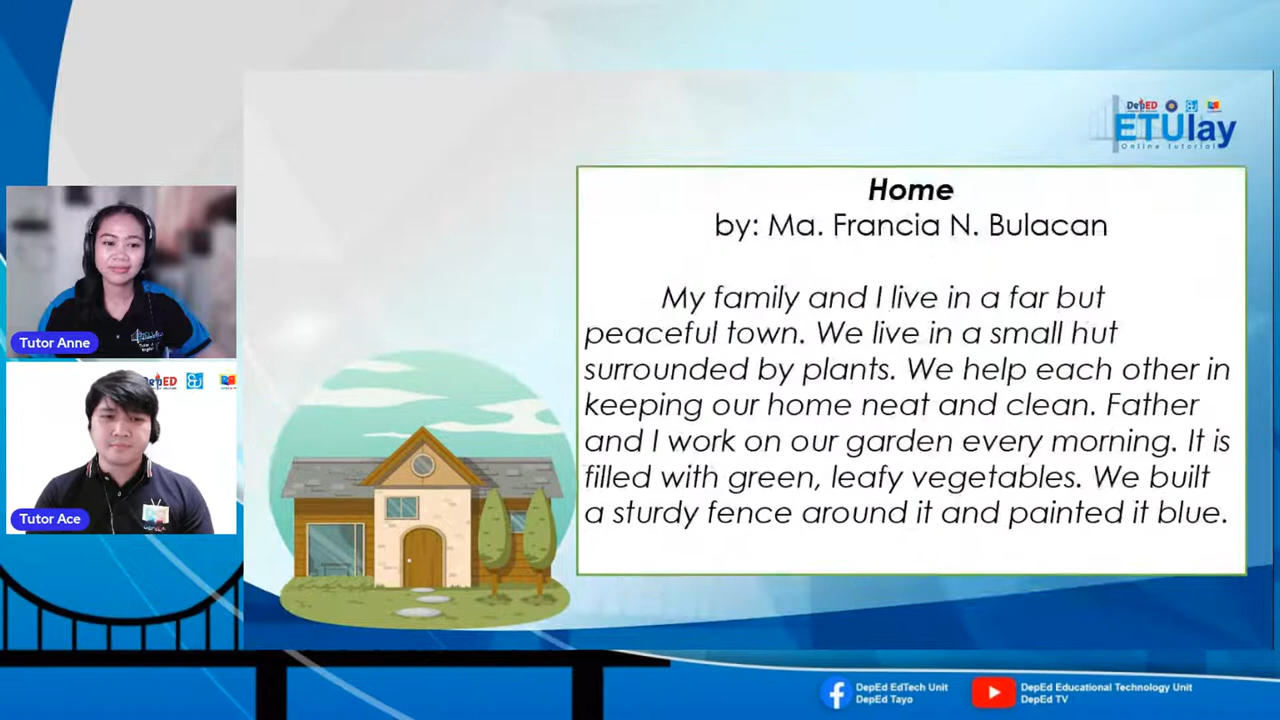 DepED
ETUlay
Online Tutorial
Home
by: Ma. Francia N. Bulacan
My family and I live in a far but
peaceful town. We live in a small hut
surrounded by plants. We help each other in
keeping our home neat and clean. Father
and I work on our garden every morning. It is
filled with green, leafy vegetables. We built
a sturdy fence around it and painted it blue.
Tutor Anne
DepED
Tutor Ace
DepEd EdTech Unit
DepEd Tayo
DepEd Educational Technology Unit
DepEd TV